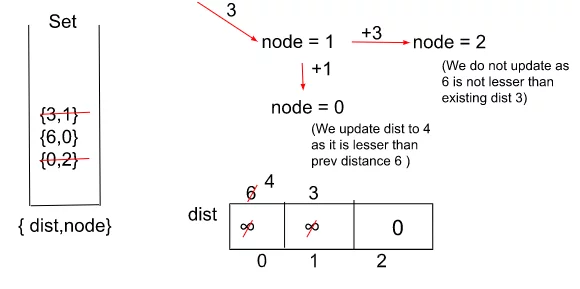 Set
3
node = 1
+3
node = 2
+1
(We do not update as
6 is not lesser than
existing dist 3)
node = 0
(We update dist to 4
as it is lesser than
prev distance 6 )
{3,1}
{6,0}
{0,2}
{ dist,node}
6 4 3
dist
∞ ∞ 0
0 1 2